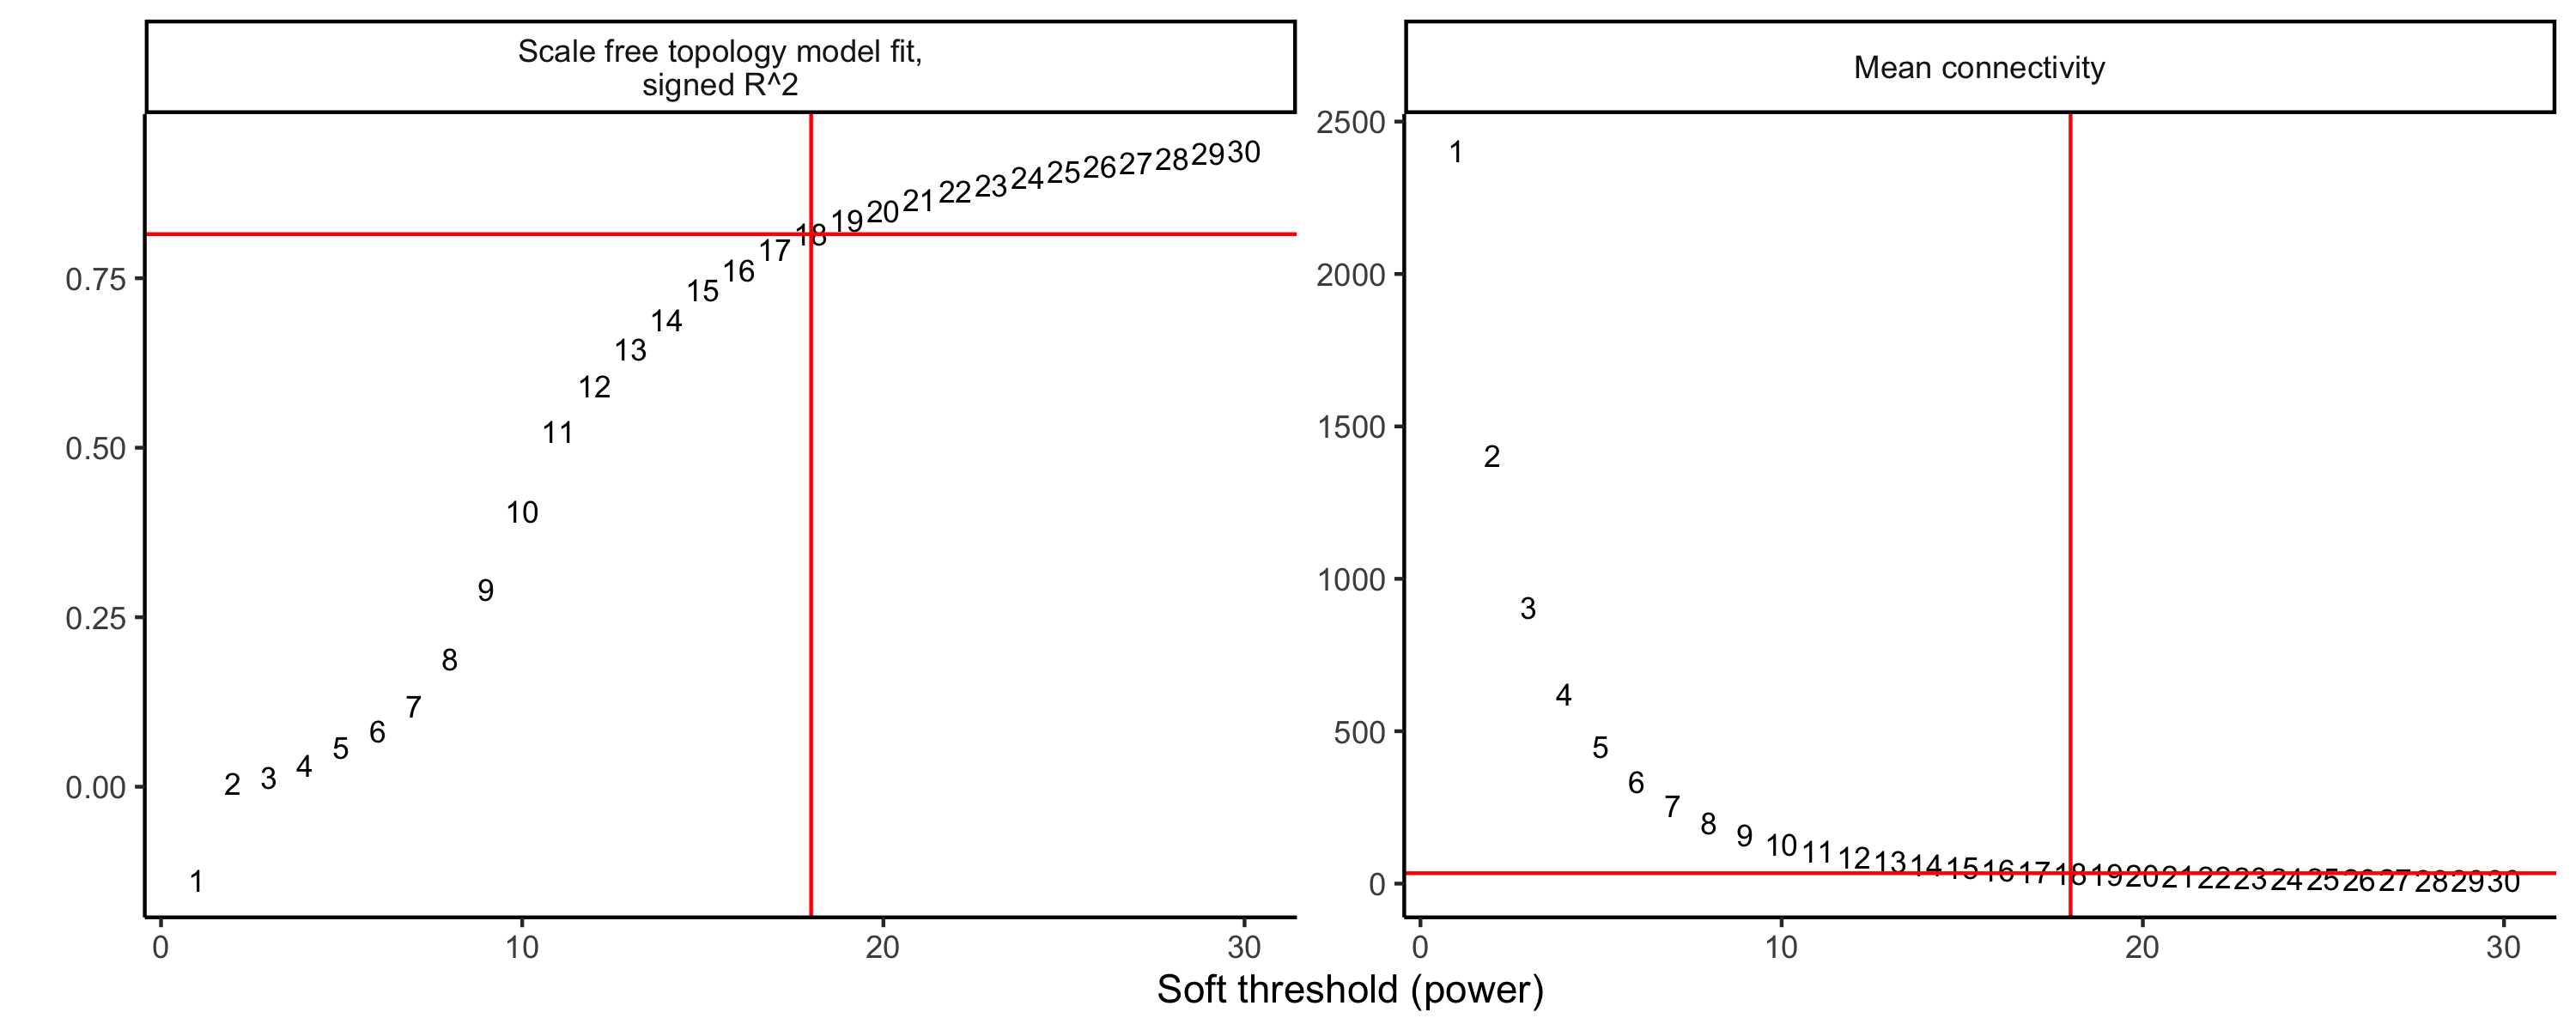 Scale free topology model fit,
signed R^2
0.75
0.50
0.25
0.00
1 2 3 4 5 6 7 8 9 10 11 12 13 14 15 16 17 18 19 20 21 22 23 24 25 26 27 28 29 30
0 10 20 30
Mean connectivity
2500
2000
1500
1000
500
0
1 2 3 4 5 6 7 8 9 10 11 12 13 14 15 16 17 18 19 20 21 22 23 24 25 26 27 28 29 30
0 10 20 30
Soft threshold (power)